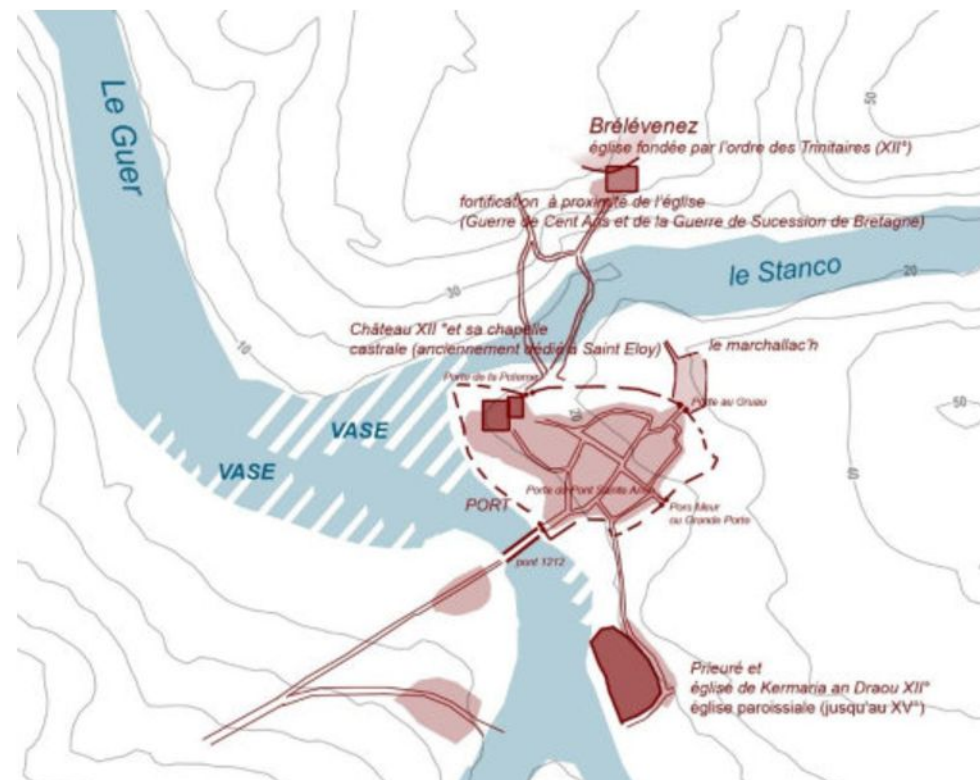 Le Guer
50
Brélévenez
église fondée par l'ordre des Trinitaires (XII°)
fortification à proximité de l'église
(Guerre de Cent Ans et de la Guerre de Sucession de Bretagne)
le Stanco
20
30
10
Château XII °et sa chapelle
castrale (anciennement dédié à Saint Eloy)
le marchallac'h
Porte de la Poterne
Porte au Gruau
20
50
50
VASE
VASE
PORT
Porte du Pont Sainte Anne
Pors Meur
ou Grande Porte
pont 1212
Prieuré et
église de Kermaria an Draou XII°
église paroissiale (jusqu'au XV°)